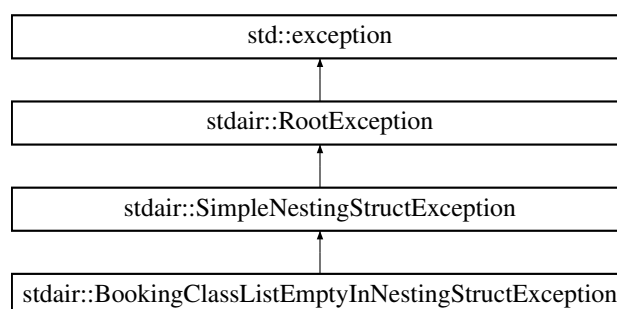 std::exception
stdair::RootException
stdair::SimpleNestingStructException
stdair::BookingClassListEmptyInNestingStructException